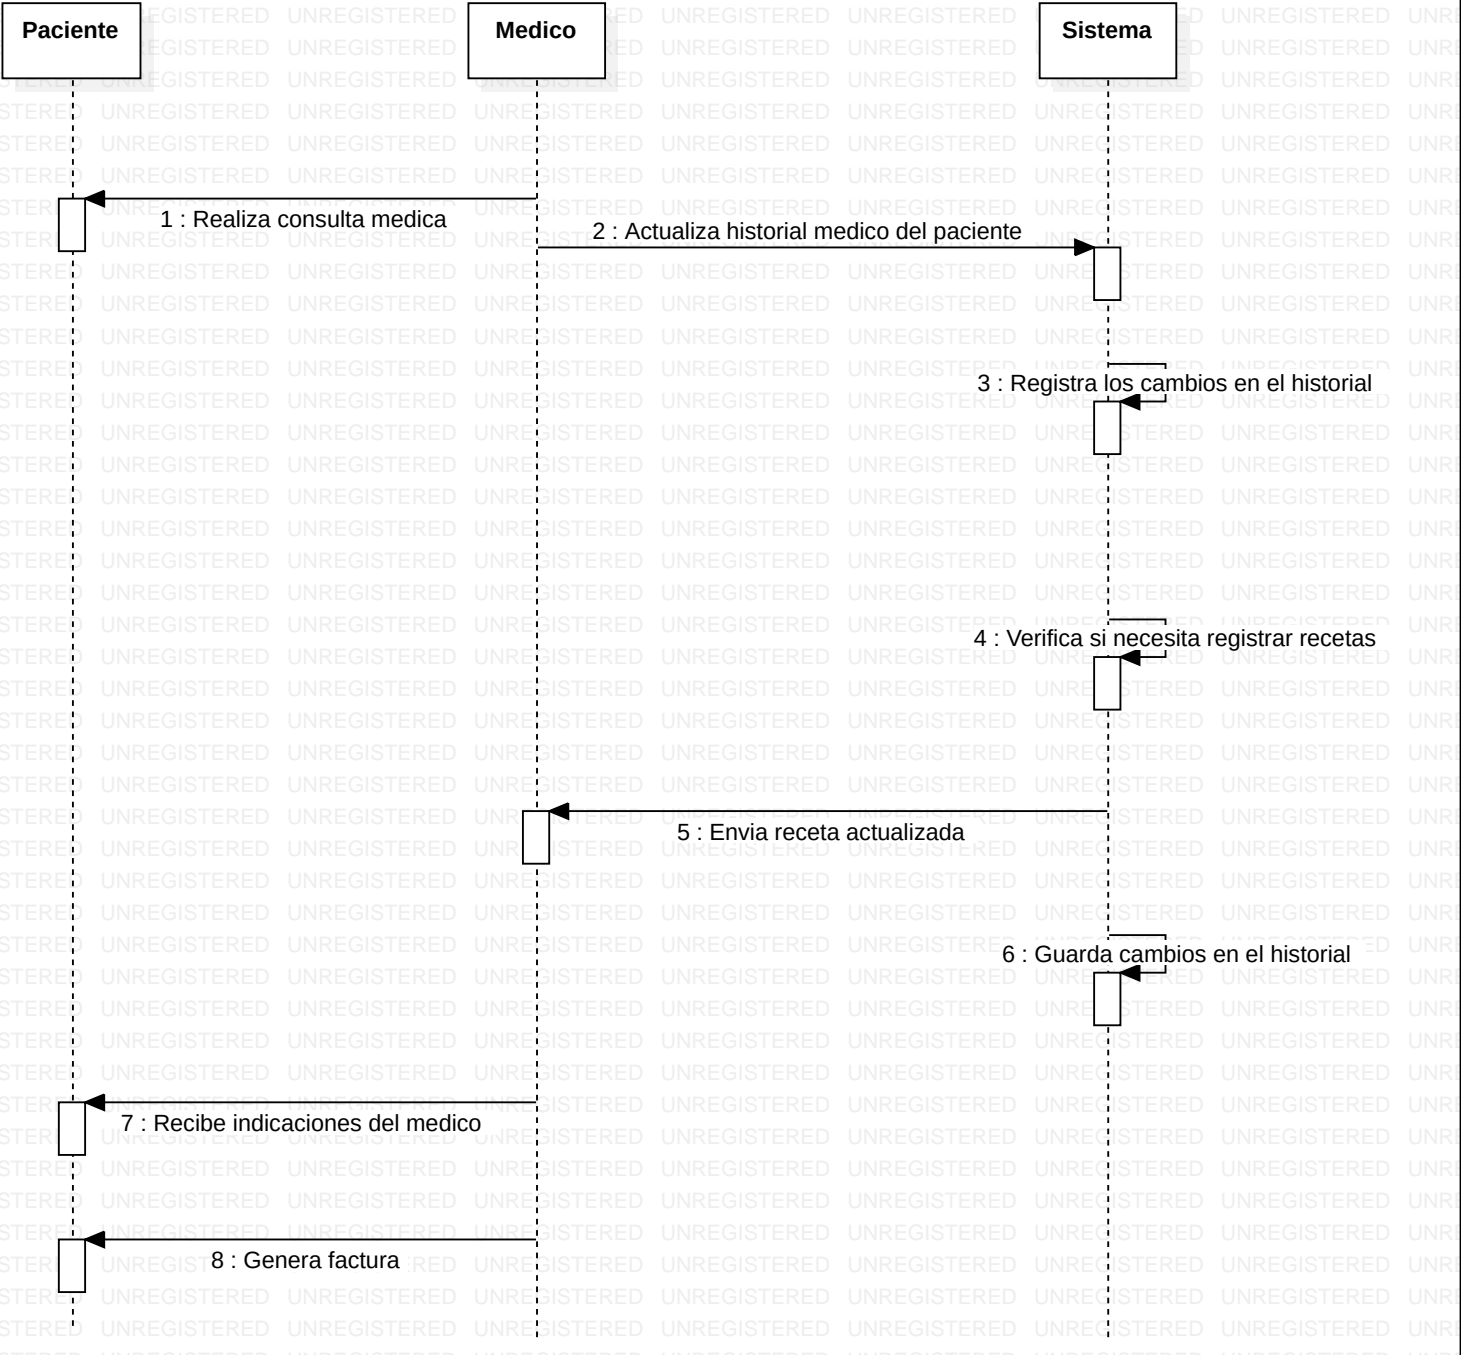 Paciente
Medico
Sistema
1 : Realiza consulta medica
2 : Actualiza historial medico del paciente
3 : Registra los cambios en el historial
4 : Verifica si necesita registrar recetas
5 : Envia receta actualizada
6 : Guarda cambios en el historial
7 : Recibe indicaciones del medico
8 : Genera factura
UNREGISTERED